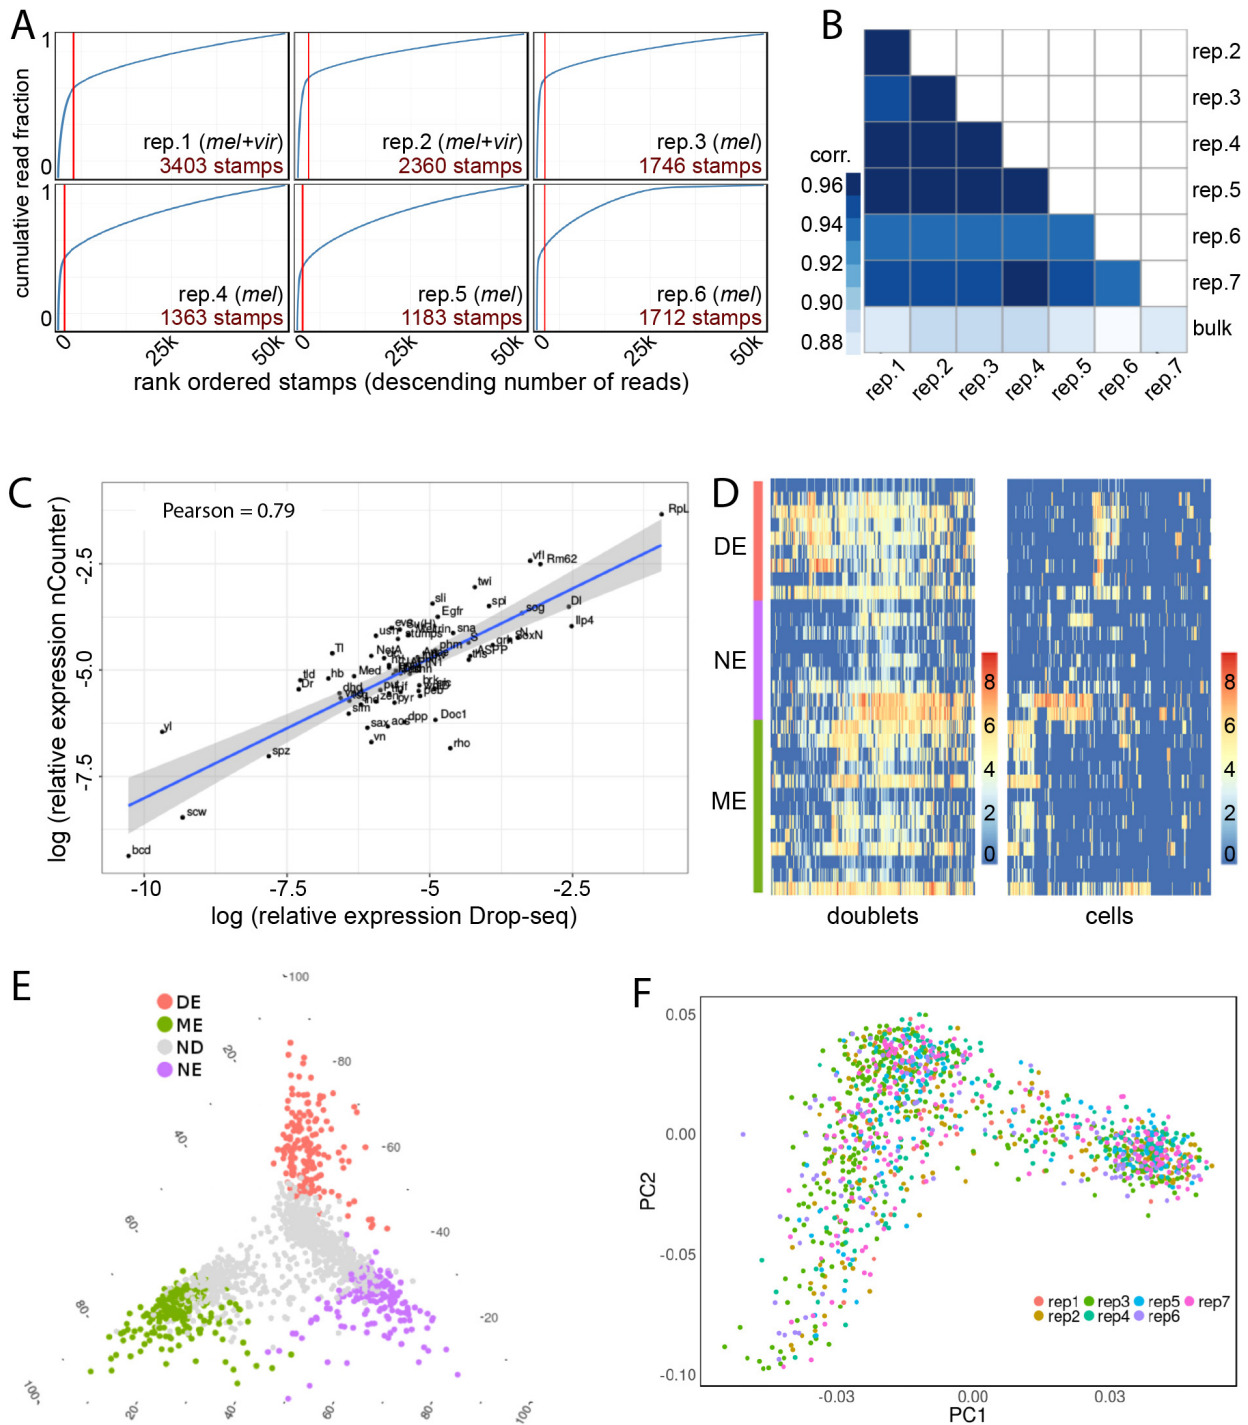 A
cumulative read fraction
1
0
1
0
rep.1 (mel+vir)
3403 stamps
rep.2 (mel+vir)
2360 stamps
rep.3 (mel)
1746 stamps
rep.4 (mel)
1363 stamps
rep.5 (mel)
1183 stamps
rep.6 (mel)
1712 stamps
0 25k 50k
0 25k 50k
0 25k 50k
rank ordered stamps (descending number of reads)
B
corr.
0.96
0.94
0.92
0.90
0.88
rep.2
rep.3
rep.4
rep.5
rep.6
rep.7
bulk
rep.1 rep.2 rep.3 rep.4 rep.5 rep.6 rep.7
C
Pearson = 0.79
log (relative expression nCounter)
-2.5
-5.0
-7.5
RpL
vfl Rm62
twi
sli
spi
Dl
Egfr
sog
Ilp4
sna
SoxN
Tl
usn
NetA
phm
ASPP
tld
Dr
hb
Med
brk
yl
sax
aos
dpp
Doc1
vn
rho
spz
scw
bcd
-10 -7.5 -5 -2.5
log (relative expression Drop-seq)
D
DE
NE
ME
8
6
4
2
0
8
6
4
2
0
doublets
cells
E
DE
ME
ND
NE
100
80
60
40
20
20
40
60
80
100
20
40
60
80
100
F
PC2
0.05
0.00
-0.05
-0.10
rep1 rep3 rep5 rep7
rep2 rep4 rep6
-0.03 0.00 0.03
PC1